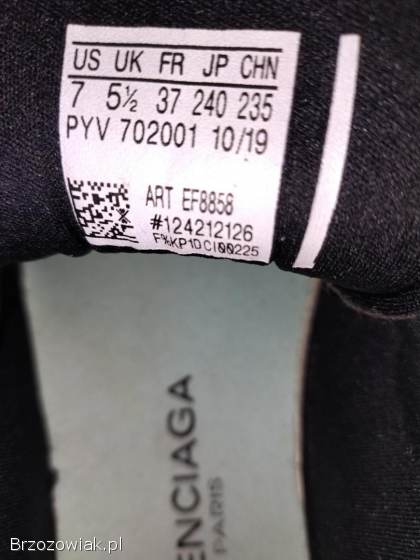 US UK FR JP CHN
7 5½ 37 240 235
PYV 702001 10/19
ART EF8858
#124212126
F%KP1DCI00225
ENCIAGA
PARIS
Brzozowiak.pl